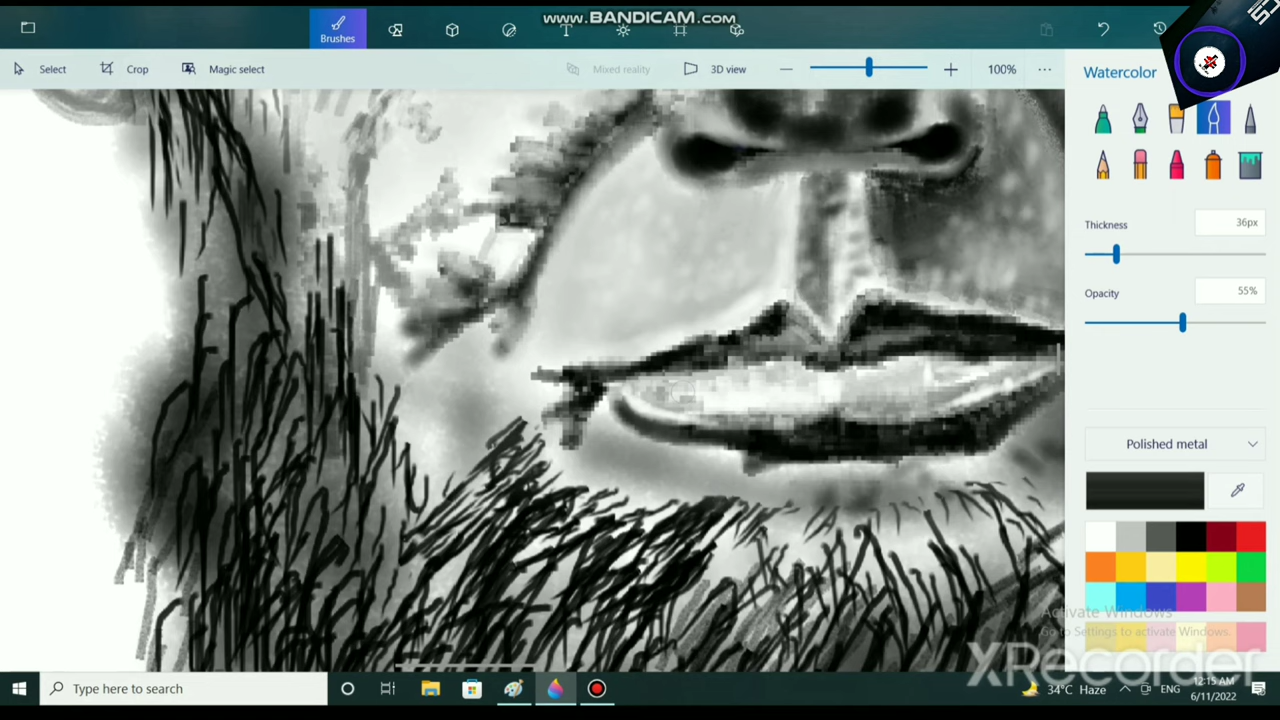 www.BANDICAM.com
Brushes
Select
Crop
Magic select
Mixed reality
3D view
100%
Watercolor
Thickness
36px
Opacity
55%
Polished metal
Activate Windows
Go to Settings to activate Windows.
XRecorder
Type here to search
34°C Haze
ENG
12:15 AM
6/11/2022